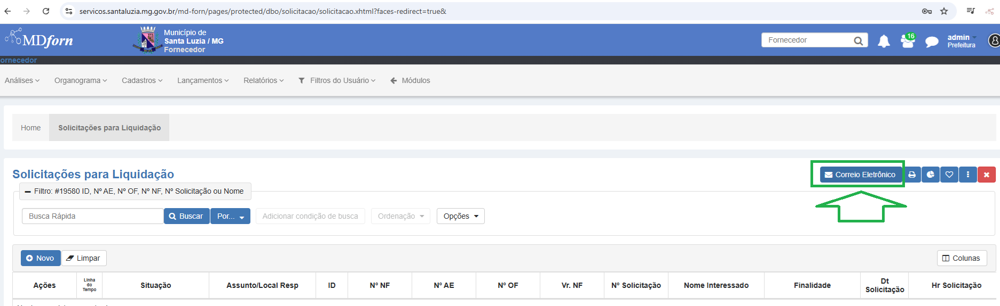 servicos.santaluzia.mg.gov.br/md-forn/pages/protected/dbo/solicitacao/solicitacao.xhtml?faces-redirect=true&
MDforn
Município de
Santa Luzia / MG
Fornecedor
Fornecedor
16
admin
Prefeitura
ornecedor
Análises
Organograma
Cadastros
Lançamentos
Relatórios
Filtros do Usuário
Módulos
Home
Solicitações para Liquidação
Solicitações para Liquidação
Correio Eletrônico
Filtro: #19580 ID, Nº AE, Nº OF, Nº NF, Nº Solicitação ou Nome
Busca Rápida
Buscar
Por...
Adicionar condição de busca
Ordenação
Opções
Novo
Limpar
Colunas
Ações
Linha
do
Tempo
Situação
Assunto/Local Resp
ID
Nº NF
Nº AE
Nº OF
Vr. NF
Nº Solicitação
Nome Interessado
Finalidade
Dt
Solicitação
Hr Solicitação